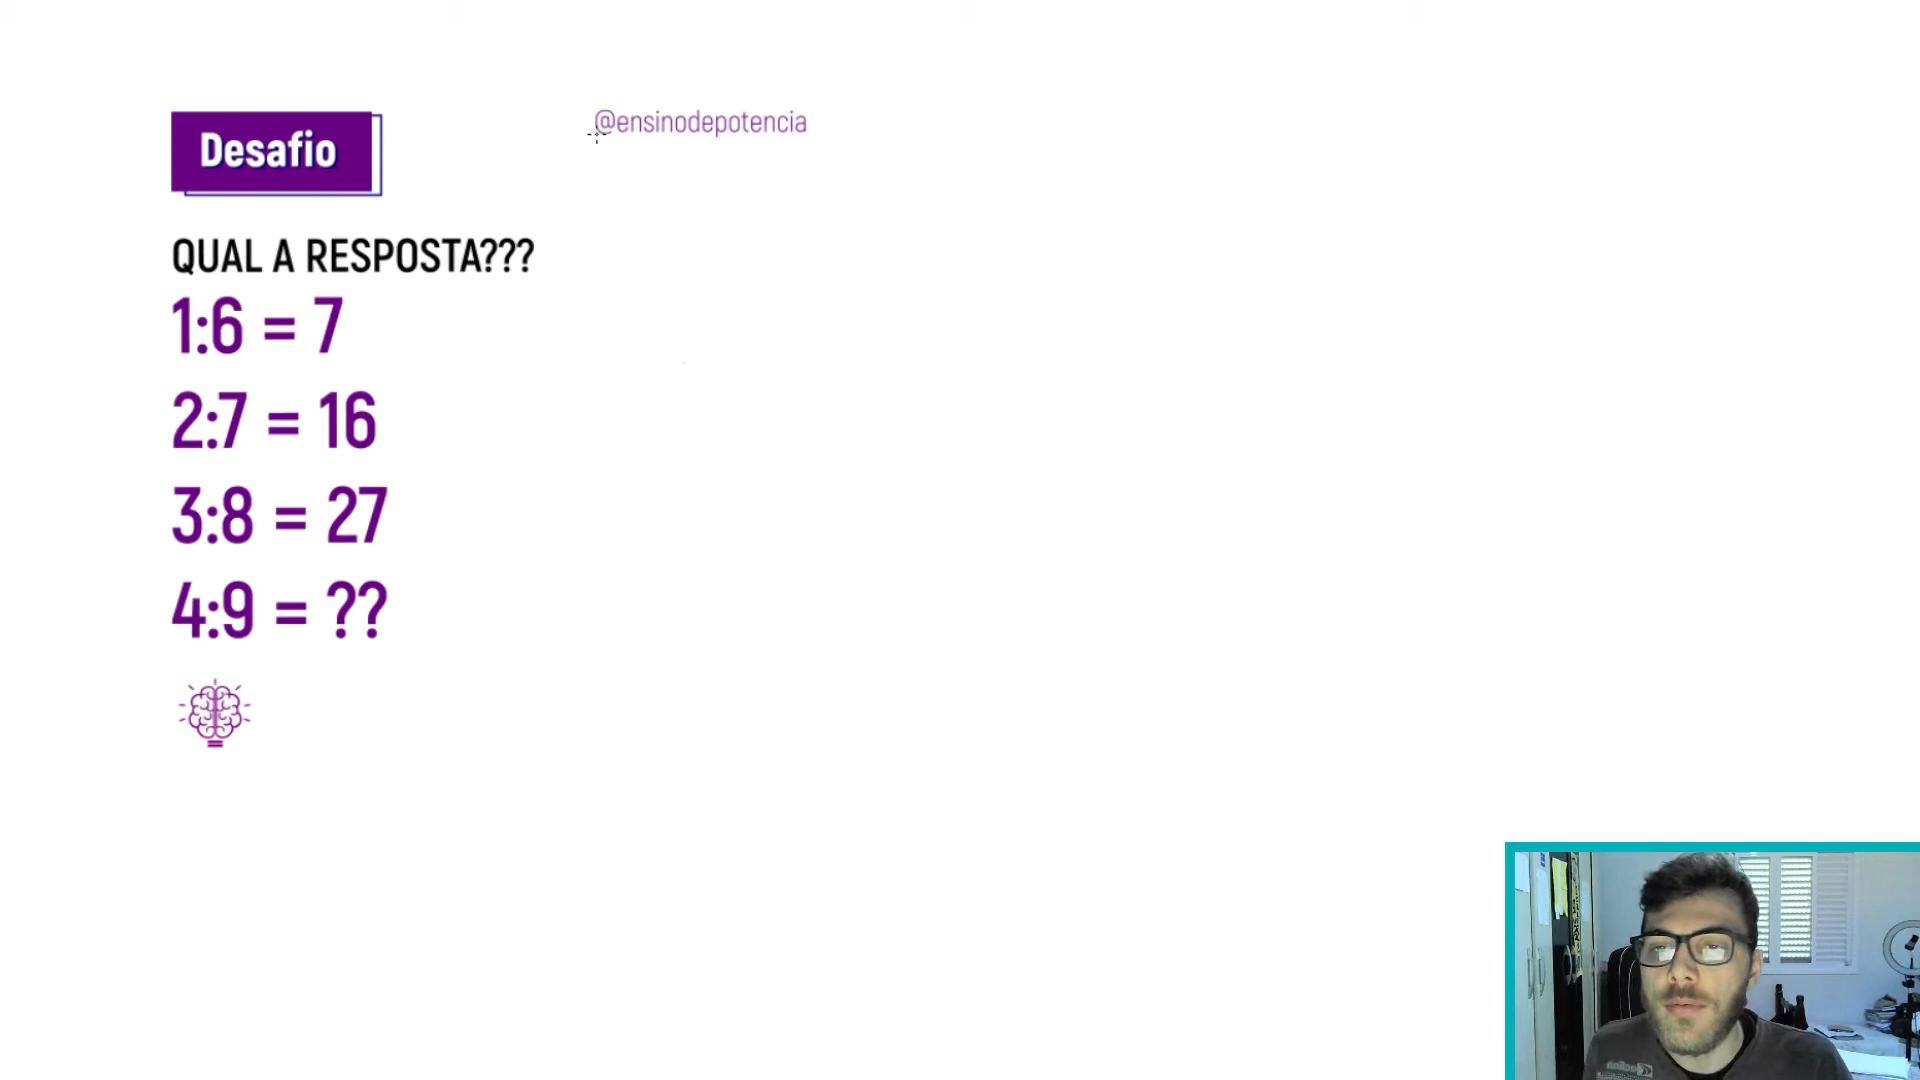 Desafio
@ensinodepotencia
QUAL A RESPOSTA???
1:6 = 7
2:7 = 16
3:8 = 27
4:9 = ??